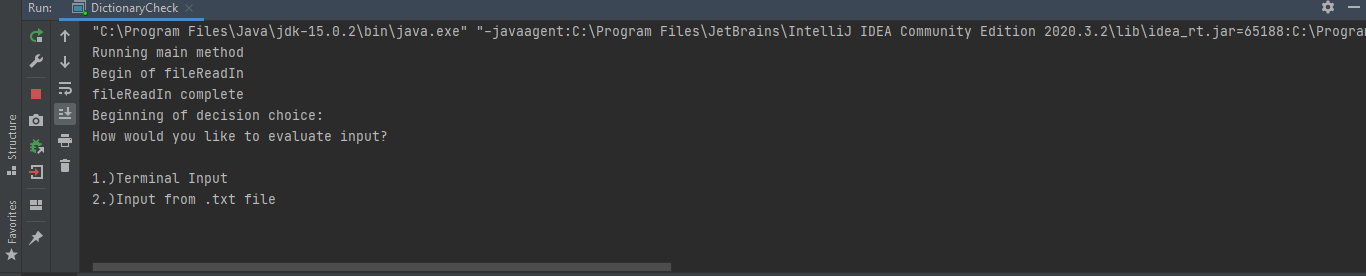 Run: DictionaryCheck
"C:\Program Files\Java\jdk-15.0.2\bin\java.exe" "-javaagent:C:\Program Files\JetBrains\IntelliJ IDEA Community Edition 2020.3.2\lib\idea_rt.jar=65188:C:\Program
Running main method
Begin of fileReadIn
fileReadIn complete
Beginning of decision choice:
How would you like to evaluate input?
1.)Terminal Input
2.)Input from .txt file
Structure
Favorites